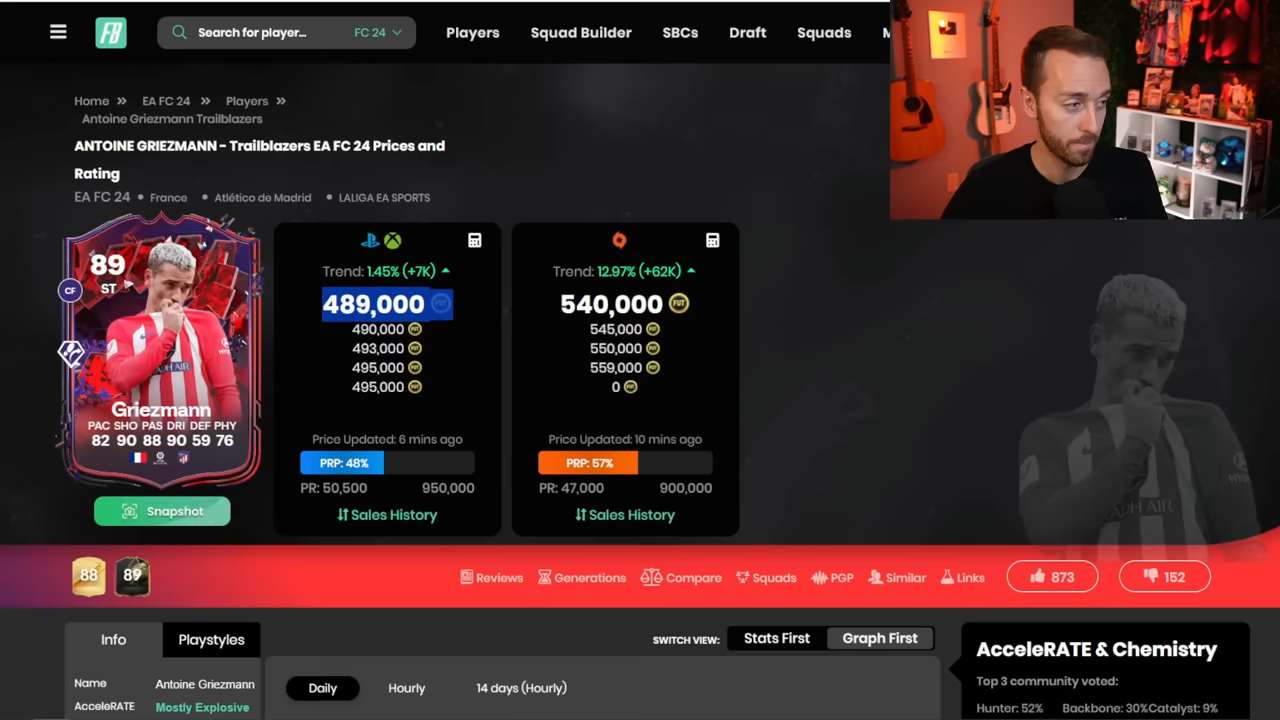 FB
Search for player...
FC 24
Players
Squad Builder
SBCs
Draft
Squads
M
Home » EA FC 24 » Players »
Antoine Griezmann Trailblazers
ANTOINE GRIEZMANN - Trailblazers EA FC 24 Prices and
Rating
EA FC 24 • France • Atlético de Madrid • LALIGA EA SPORTS
89
ST
CF
Griezmann
PAC SHO PAS DRI DEF PHY
82 90 88 90 59 76
Snapshot
Trend: 1.45% (+7K)
489,000
490,000
493,000
495,000
495,000
Price Updated: 6 mins ago
PRP: 48%
PR: 50,500 950,000
Sales History
Trend: 12.97% (+62K)
540,000
545,000
550,000
559,000
0
Price Updated: 10 mins ago
PRP: 57%
PR: 47,000 900,000
Sales History
88
89
Reviews
Generations
Compare
Squads
PGP
Similar
Links
873
152
Info
Playstyles
SWITCH VIEW:
Stats First
Graph First
Name Antoine Griezmann
AcceleRATE Mostly Explosive
Daily
Hourly
14 days (Hourly)
AcceleRATE & Chemistry
Top 3 community voted:
Hunter: 52% Backbone: 30% Catalyst: 9%